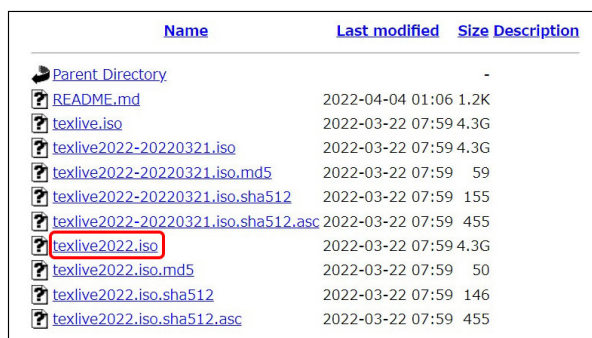 Name Last modified Size Description
Parent Directory -
README.md 2022-04-04 01:06 1.2K
texlive.iso 2022-03-22 07:59 4.3G
texlive2022-20220321.iso 2022-03-22 07:59 4.3G
texlive2022-20220321.iso.md5 2022-03-22 07:59 59
texlive2022-20220321.iso.sha512 2022-03-22 07:59 155
texlive2022-20220321.iso.sha512.asc 2022-03-22 07:59 455
texlive2022.iso 2022-03-22 07:59 4.3G
texlive2022.iso.md5 2022-03-22 07:59 50
texlive2022.iso.sha512 2022-03-22 07:59 146
texlive2022.iso.sha512.asc 2022-03-22 07:59 455